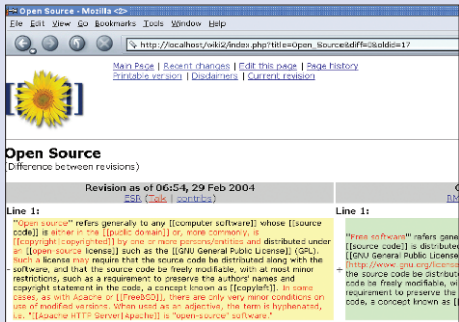 Open Source - Mozilla <2>
File Edit View Go Bookmarks Tools Window Help
http://localhost/wiki2/index.php?title=Open_Source&diff=0&oldid=17
Main Page | Recent changes | Edit this page | Page history
Printable version | Disclaimers | Current revision
Open Source
(Difference between revisions)
Revision as of 06:54, 29 Feb 2004
ESR (Talk | contribs)
Line 1:
"Open source" refers generally to any [[computer software]] whose [[source
code]] is either in the [[public domain]] or, more commonly, is
[[copyright|copyrighted]] by one or more persons/entities and distributed under
an [[open-source license]] such as the [[GNU General Public License]] (GPL).
Such a license may require that the source code be distributed along with the
- software, and that the source code be freely modifiable, with at most minor
restrictions, such as a requirement to preserve the authors' names and
copyright statement in the code, a concept known as [[copyleft]]. In some
cases, as with Apache or [[FreeBSD]], there are only very minor conditions on
use of modified versions. When used as an adjective, the term is hyphenated,
i.e. "[[Apache HTTP Server|Apache]] is "open-source" software."
C
RM
Line 1:
"Free software" refers gene
[[source code]] is distribute
[[GNU General Public License
(http://www.gnu.org/license
the source code be distribut
+ code be freely modifiable, wi
requirement to preserve the
code, a concept known as [[